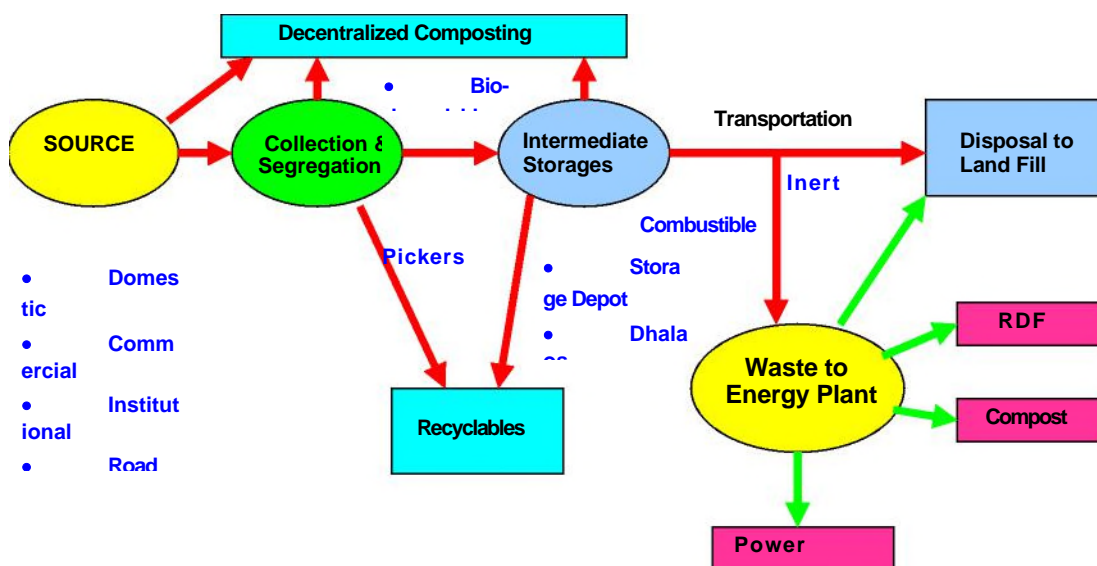 Decentralized Composting
• Bio-
SOURCE
Collection &
Segregation
Intermediate
Storages
Transportation
Disposal to
Land Fill
Inert
Combustible
Pickers
• Domes
tic
• Comm
ercial
• Institut
ional
• Road
• Stora
ge Depot
• Dhala
Recyclables
Waste to
Energy Plant
RDF
Compost
Power